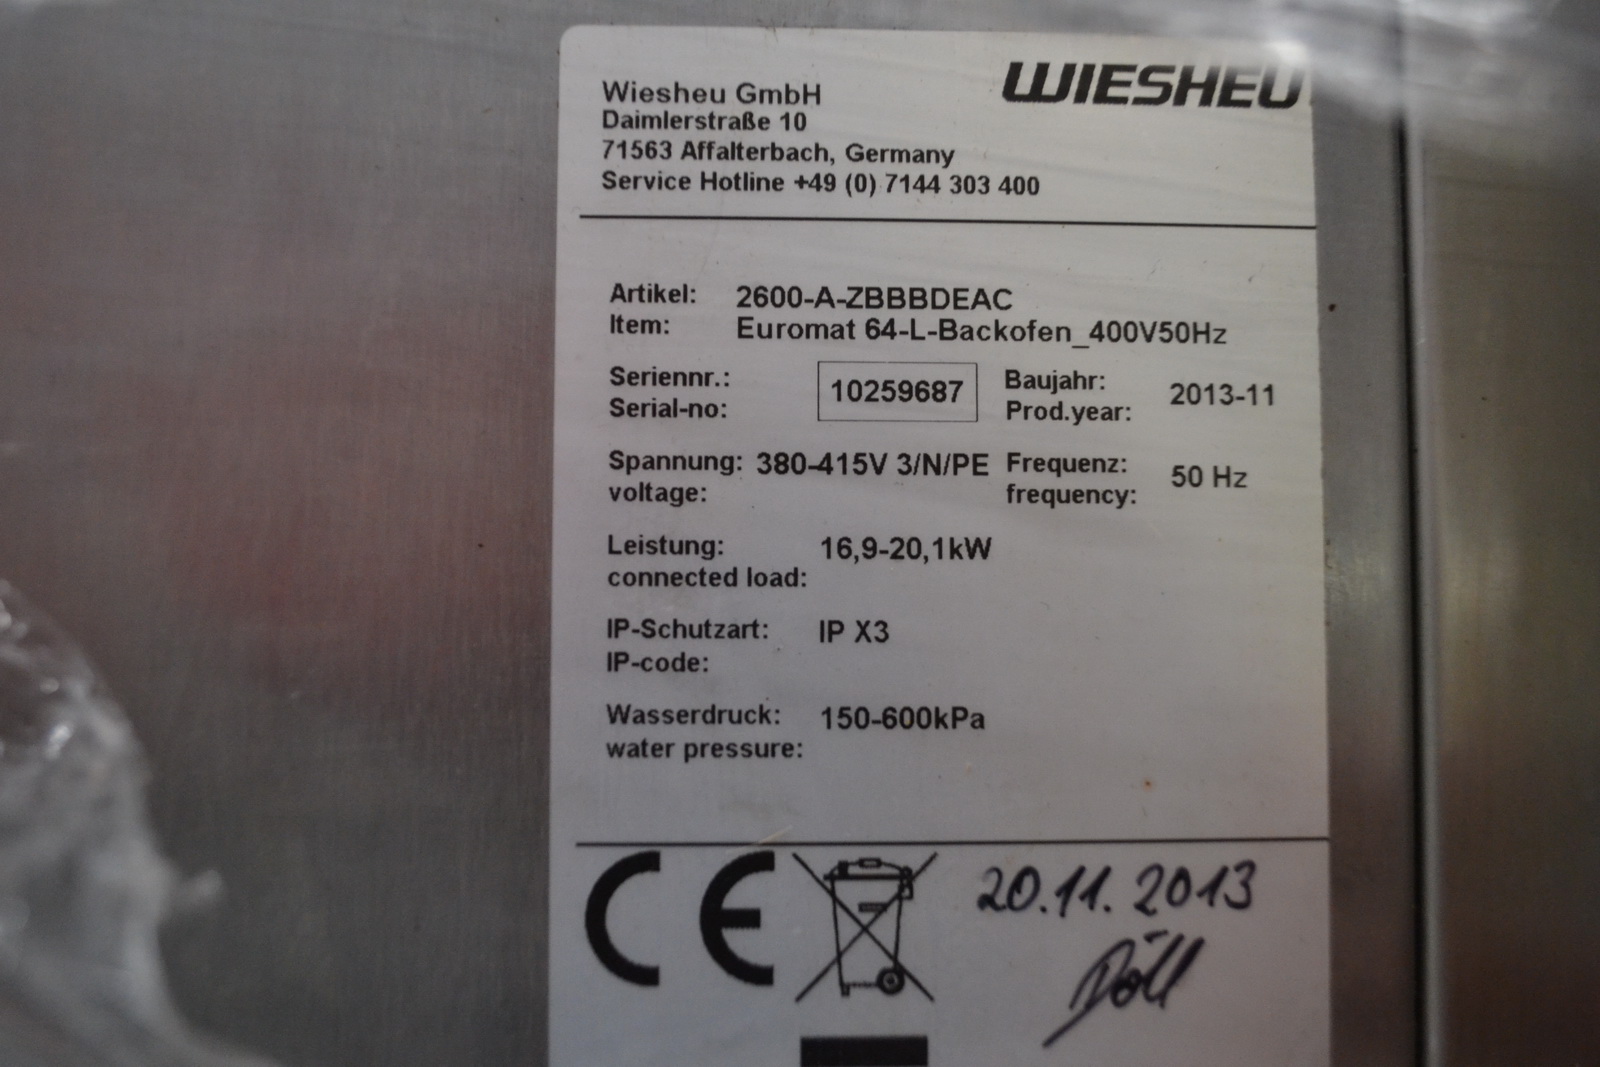 WIESHEU
Wiesheu GmbH
Daimlerstraße 10
71563 Affalterbach, Germany
Service Hotline +49 (0) 7144 303 400
Artikel: 2600-A-ZBBBDEAC
Item: Euromat 64-L-Backofen_400V50Hz
Seriennr.: 10259687 Baujahr: 2013-11
Serial-no: Prod.year:
Spannung: 380-415V 3/N/PE Frequenz: 50 Hz
voltage: frequency:
Leistung: 16,9-20,1kW
connected load:
IP-Schutzart: IP X3
IP-code:
Wasserdruck: 150-600kPa
water pressure:
CE
20.11.2013
Döll